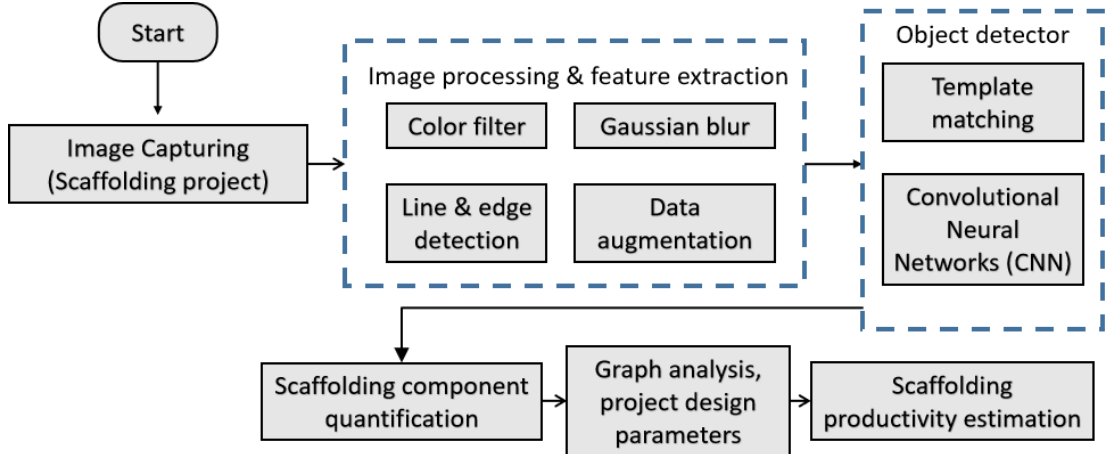 Start
Image Capturing
(Scaffolding project)
Image processing & feature extraction
Color filter
Gaussian blur
Line & edge
detection
Data
augmentation
Object detector
Template
matching
Convolutional
Neural
Networks (CNN)
Scaffolding component
quantification
Graph analysis,
project design
parameters
Scaffolding
productivity estimation